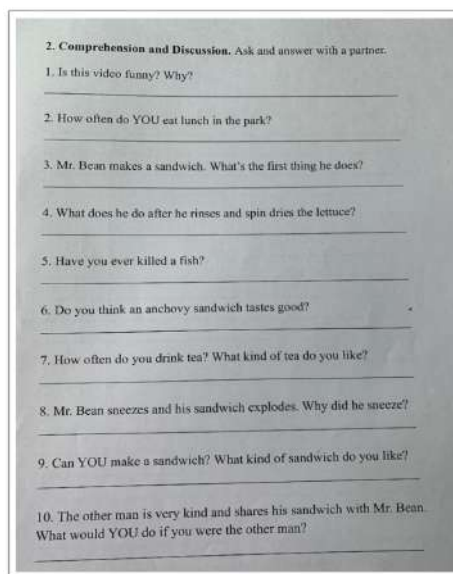 2. Comprehension and Discussion. Ask and answer with a partner.
1. Is this video funny? Why?
2. How often do YOU eat lunch in the park?
3. Mr. Bean makes a sandwich. What's the first thing he does?
4. What does he do after he rinses and spin dries the lettuce?
5. Have you ever killed a fish?
6. Do you think an anchovy sandwich tastes good?
7. How often do you drink tea? What kind of tea do you like?
8. Mr. Bean sneezes and his sandwich explodes. Why did he sneeze?
9. Can YOU make a sandwich? What kind of sandwich do you like?
10. The other man is very kind and shares his sandwich with Mr. Bean.
What would YOU do if you were the other man?